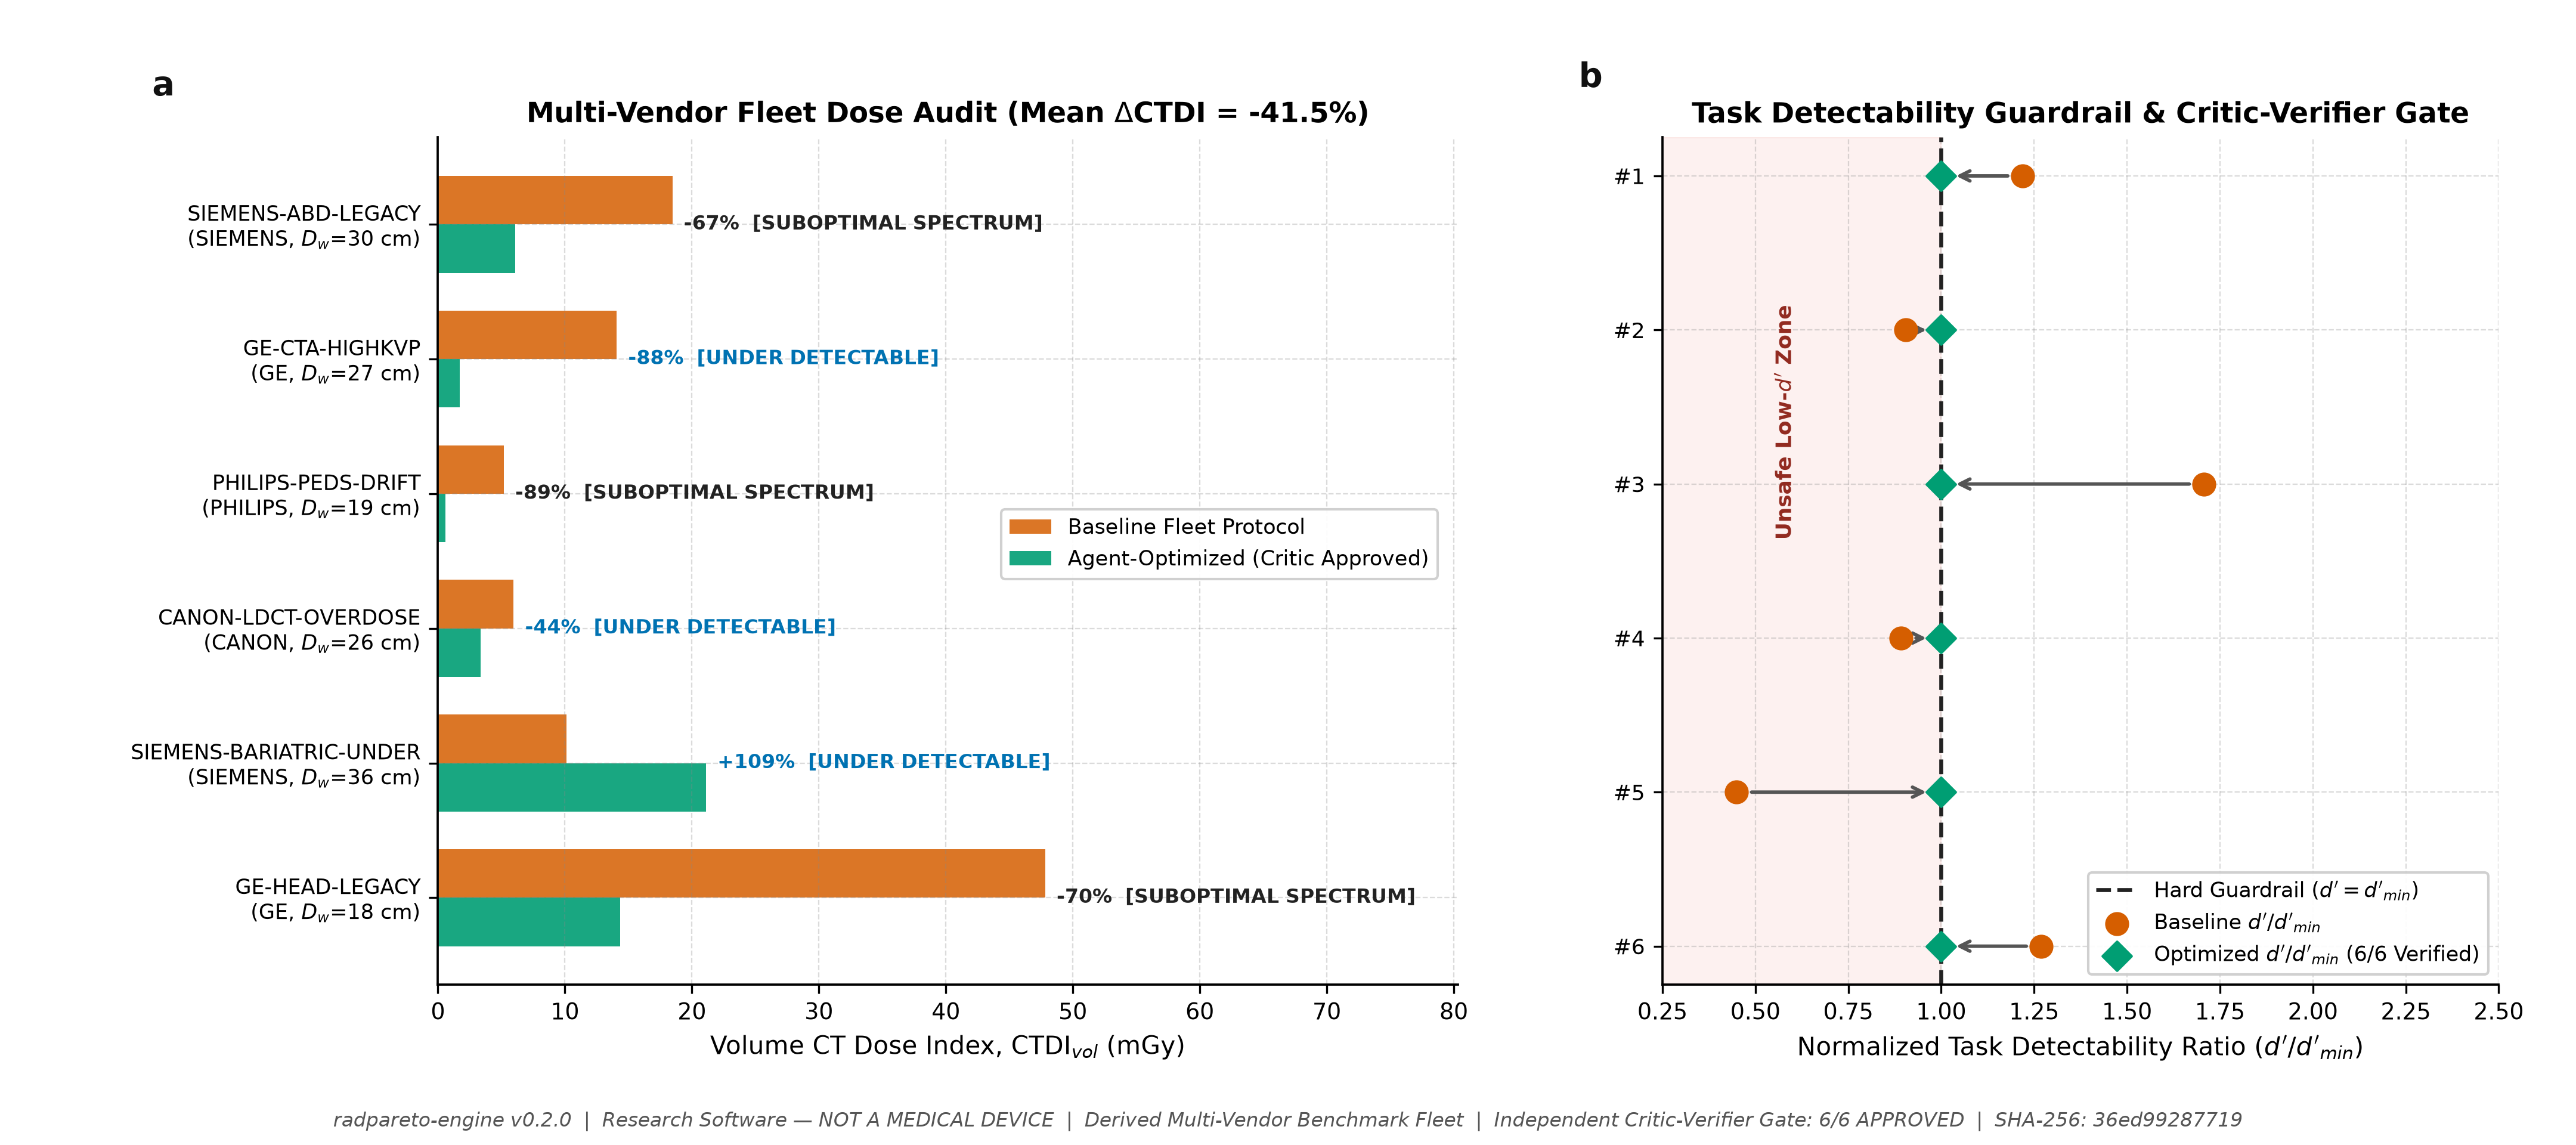 a
Multi-Vendor Fleet Dose Audit (Mean ΔCTDI = -41.5%)
SIEMENS-ABD-LEGACY
(SIEMENS, Dw=30 cm)
-67% [SUBOPTIMAL SPECTRUM]
GE-CTA-HIGHKVP
(GE, Dw=27 cm)
-88% [UNDER DETECTABLE]
PHILIPS-PEDS-DRIFT
(PHILIPS, Dw=19 cm)
-89% [SUBOPTIMAL SPECTRUM]
Baseline Fleet Protocol
Agent-Optimized (Critic Approved)
CANON-LDCT-OVERDOSE
(CANON, Dw=26 cm)
-44% [UNDER DETECTABLE]
SIEMENS-BARIATRIC-UNDER
(SIEMENS, Dw=36 cm)
+109% [UNDER DETECTABLE]
GE-HEAD-LEGACY
(GE, Dw=18 cm)
-70% [SUBOPTIMAL SPECTRUM]
0 10 20 30 40 50 60 70 80
Volume CT Dose Index, CTDIvol (mGy)
b
Task Detectability Guardrail & Critic-Verifier Gate
#1
#2
#3
#4
#5
#6
Unsafe Low-d′ Zone
Hard Guardrail (d′ = d′min)
Baseline d′/d′min
Optimized d′/d′min (6/6 Verified)
0.25 0.50 0.75 1.00 1.25 1.50 1.75 2.00 2.25 2.50
Normalized Task Detectability Ratio (d′/d′min)
radpareto-engine v0.2.0 | Research Software — NOT A MEDICAL DEVICE | Derived Multi-Vendor Benchmark Fleet | Independent Critic-Verifier Gate: 6/6 APPROVED | SHA-256: 36ed99287719